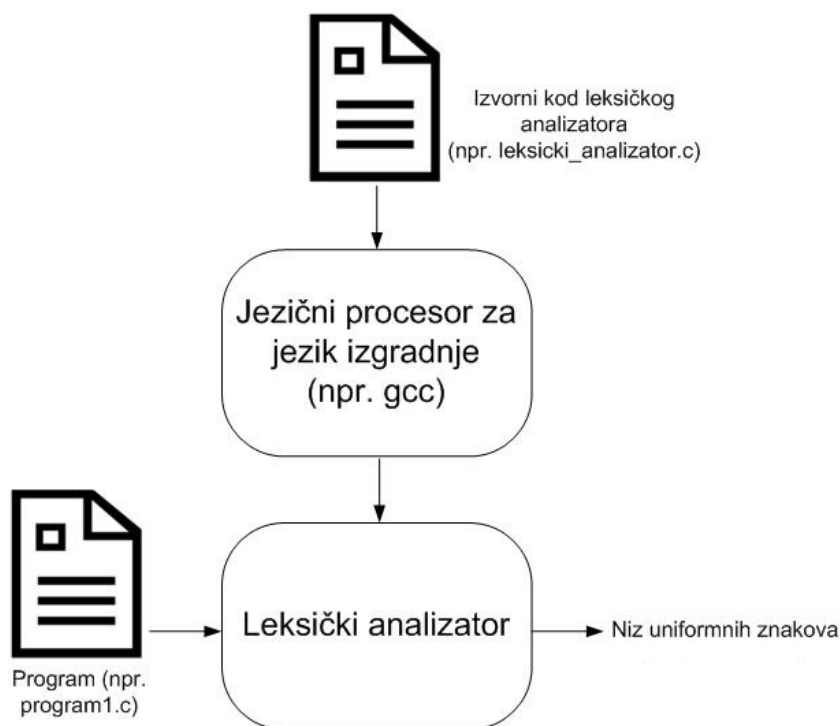 Izvorni kod leksičkog
analizatora
(npr. leksicki_analizator.c)
Jezični procesor za
jezik izgradnje
(npr. gcc)
Leksički analizator
Niz uniformnih znakova
Program (npr.
program1.c)